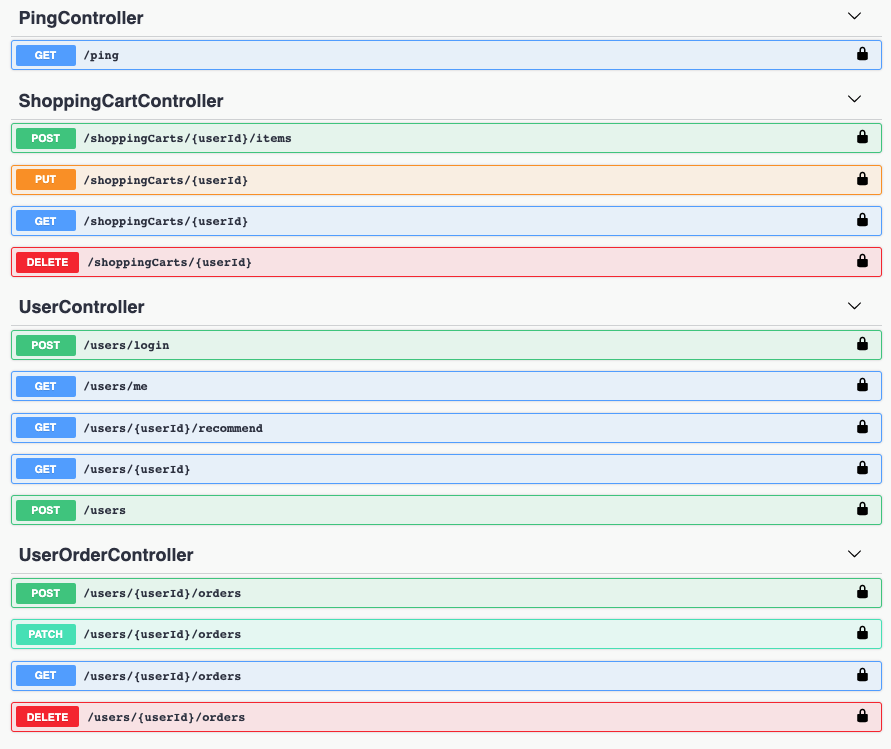 PingController
GET /ping
ShoppingCartController
POST /shoppingCarts/{userId}/items
PUT /shoppingCarts/{userId}
GET /shoppingCarts/{userId}
DELETE /shoppingCarts/{userId}
UserController
POST /users/login
GET /users/me
GET /users/{userId}/recommend
GET /users/{userId}
POST /users
UserOrderController
POST /users/{userId}/orders
PATCH /users/{userId}/orders
GET /users/{userId}/orders
DELETE /users/{userId}/orders